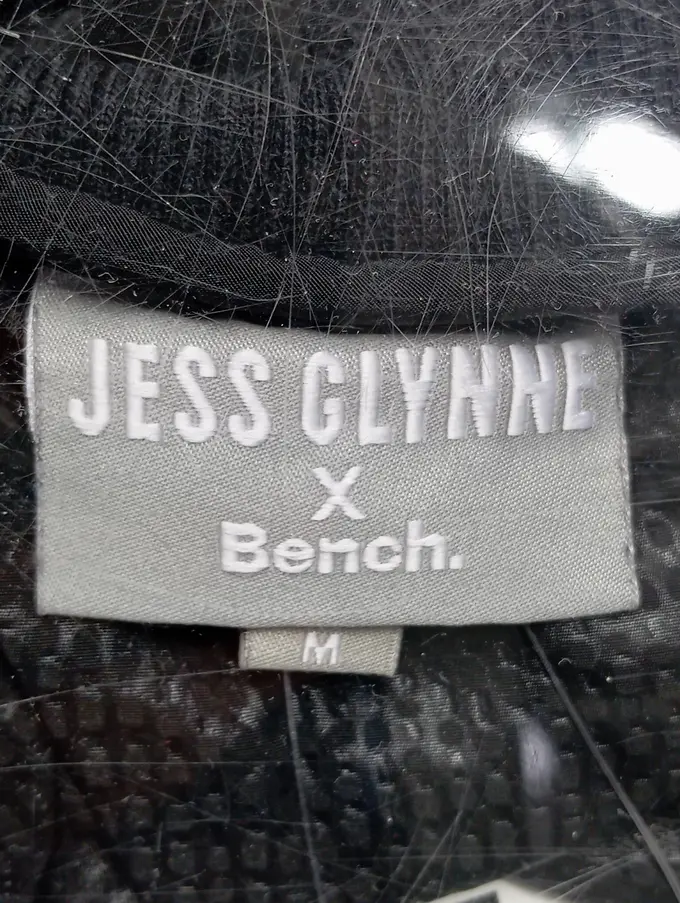 JESS GLYNNE
X
Bench.
M